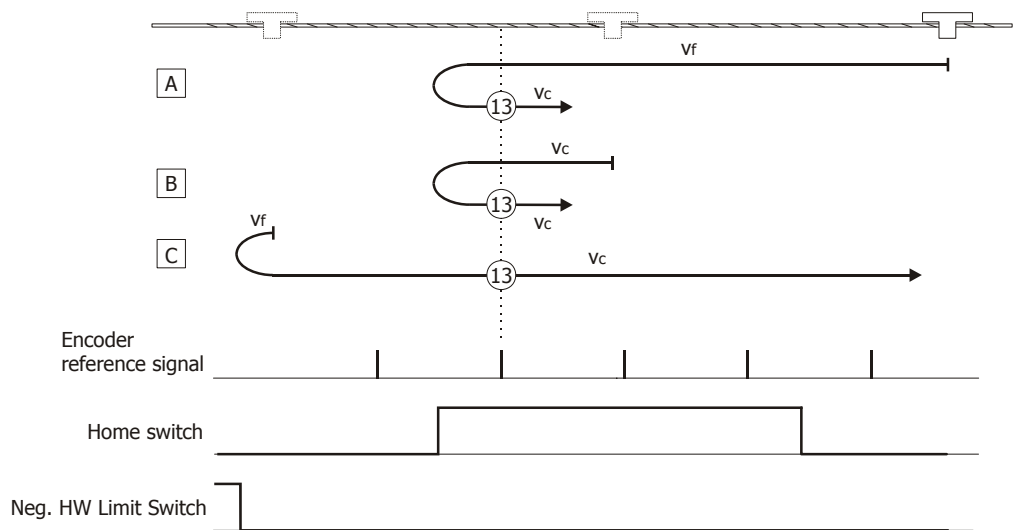 vf
A
13
vc
vc
B
13
vc
vf
C
13
vc
Encoder
reference signal
Home switch
Neg. HW Limit Switch